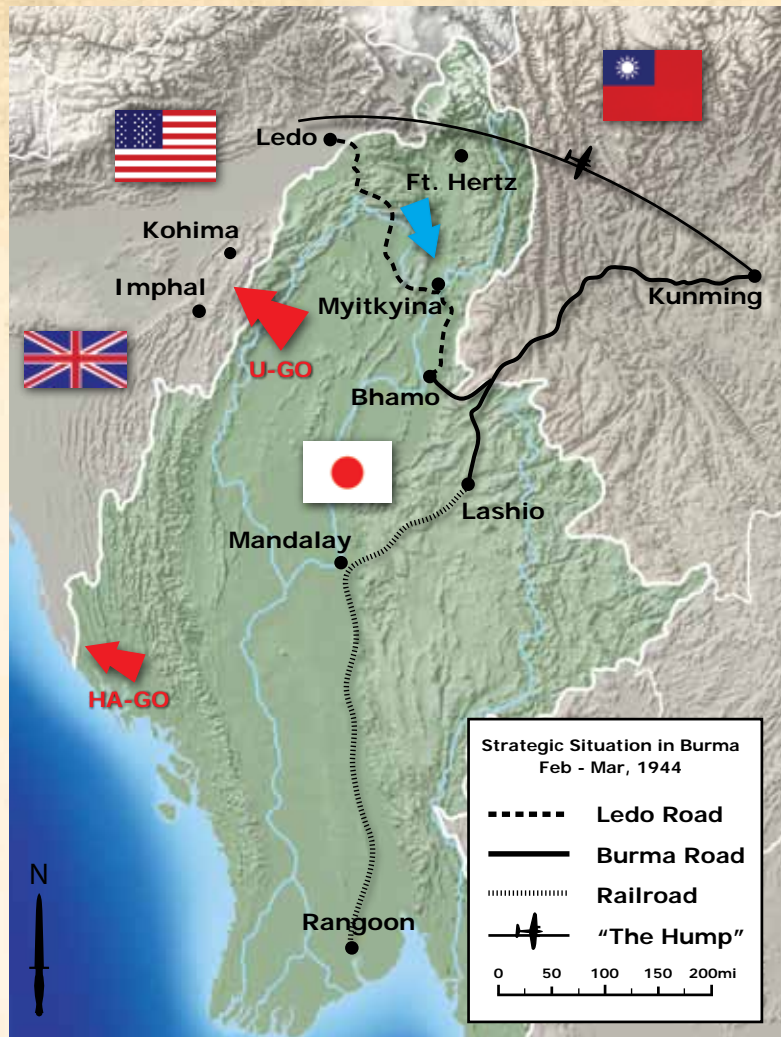 Ledo
Ft. Hertz
Kohima
Imphal
Myitkyina
Kunming
U-GO
Bhamo
Lashio
Mandalay
HA-GO
Rangoon
N
Strategic Situation in Burma
Feb - Mar, 1944
Ledo Road
Burma Road
Railroad
“The Hump”
0 50 100 150 200mi